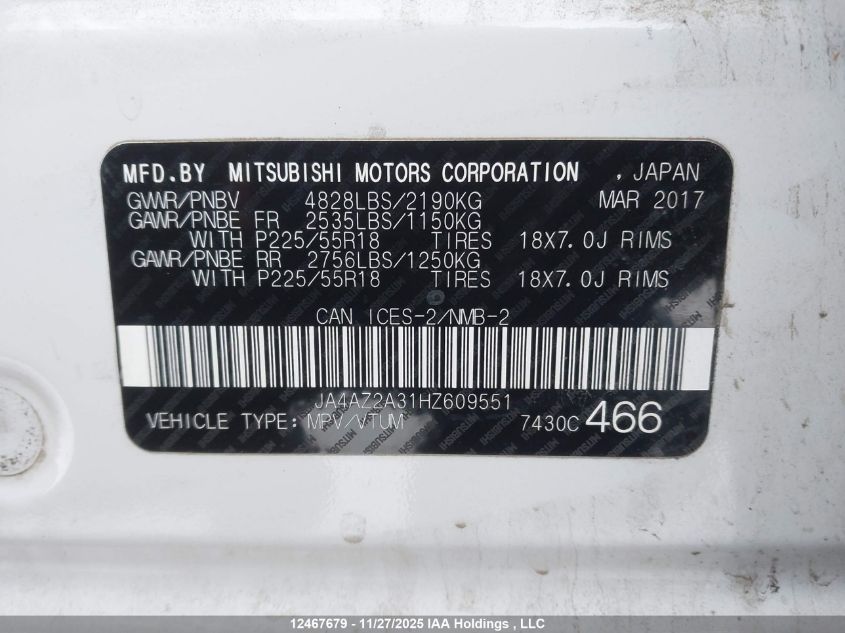 MFD.BY MITSUBISHI MOTORS CORPORATION , JAPAN
GVWR/PNBV 4828LBS/2190KG MAR 2017
GAWR/PNBE FR 2535LBS/1150KG
WITH P225/55R18 TIRES 18X7.0J RIMS
GAWR/PNBE RR 2756LBS/1250KG
WITH P225/55R18 TIRES 18X7.0J RIMS
CAN ICES-2/NMB-2
JA4AZ2A31HZ609551
VEHICLE TYPE: MPV/VTUM 7430C 466
12467679 - 11/27/2025 IAA Holdings , LLC